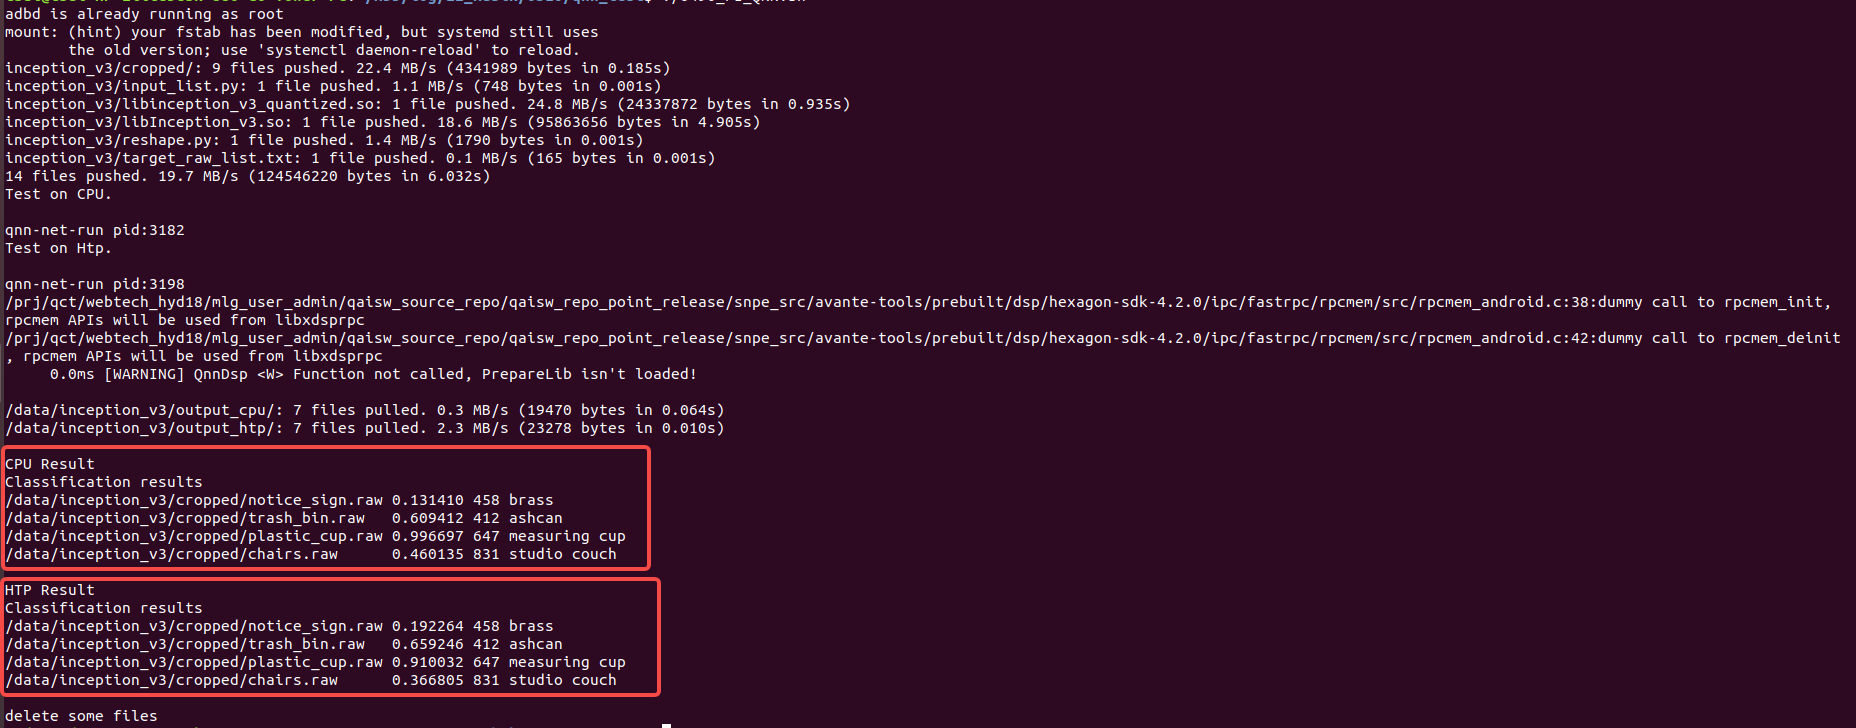 adbd is already running as root
mount: (hint) your fstab has been modified, but systemd still uses
       the old version; use 'systemctl daemon-reload' to reload.
inception_v3/cropped/: 9 files pushed. 22.4 MB/s (4341989 bytes in 0.185s)
inception_v3/input_list.py: 1 file pushed. 1.1 MB/s (748 bytes in 0.001s)
inception_v3/libinception_v3_quantized.so: 1 file pushed. 24.8 MB/s (24337872 bytes in 0.935s)
inception_v3/libInception_v3.so: 1 file pushed. 18.6 MB/s (95863656 bytes in 4.905s)
inception_v3/reshape.py: 1 file pushed. 1.4 MB/s (1790 bytes in 0.001s)
inception_v3/target_raw_list.txt: 1 file pushed. 0.1 MB/s (165 bytes in 0.001s)
14 files pushed. 19.7 MB/s (124546220 bytes in 6.032s)
Test on CPU.

qnn-net-run pid:3182
Test on Htp.

qnn-net-run pid:3198
/prj/qct/webtech_hyd18/mlg_user_admin/qaisw_source_repo/qaisw_repo_point_release/snpe_src/avante-tools/prebuilt/dsp/hexagon-sdk-4.2.0/ipc/fastrpc/rpcmem/src/rpcmem_android.c:38:dummy call to rpcmem_init,
rpcmem APIs will be used from libxdsprpc
/prj/qct/webtech_hyd18/mlg_user_admin/qaisw_source_repo/qaisw_repo_point_release/snpe_src/avante-tools/prebuilt/dsp/hexagon-sdk-4.2.0/ipc/fastrpc/rpcmem/src/rpcmem_android.c:42:dummy call to rpcmem_deinit
, rpcmem APIs will be used from libxdsprpc
     0.0ms [WARNING] QnnDsp <W> Function not called, PrepareLib isn't loaded!

/data/inception_v3/output_cpu/: 7 files pulled. 0.3 MB/s (19470 bytes in 0.064s)
/data/inception_v3/output_htp/: 7 files pulled. 2.3 MB/s (23278 bytes in 0.010s)

CPU Result
Classification results
/data/inception_v3/cropped/notice_sign.raw 0.131410 458 brass
/data/inception_v3/cropped/trash_bin.raw   0.609412 412 ashcan
/data/inception_v3/cropped/plastic_cup.raw 0.996697 647 measuring cup
/data/inception_v3/cropped/chairs.raw      0.460135 831 studio couch

HTP Result
Classification results
/data/inception_v3/cropped/notice_sign.raw 0.192264 458 brass
/data/inception_v3/cropped/trash_bin.raw   0.659246 412 ashcan
/data/inception_v3/cropped/plastic_cup.raw 0.910032 647 measuring cup
/data/inception_v3/cropped/chairs.raw      0.366805 831 studio couch

delete some files